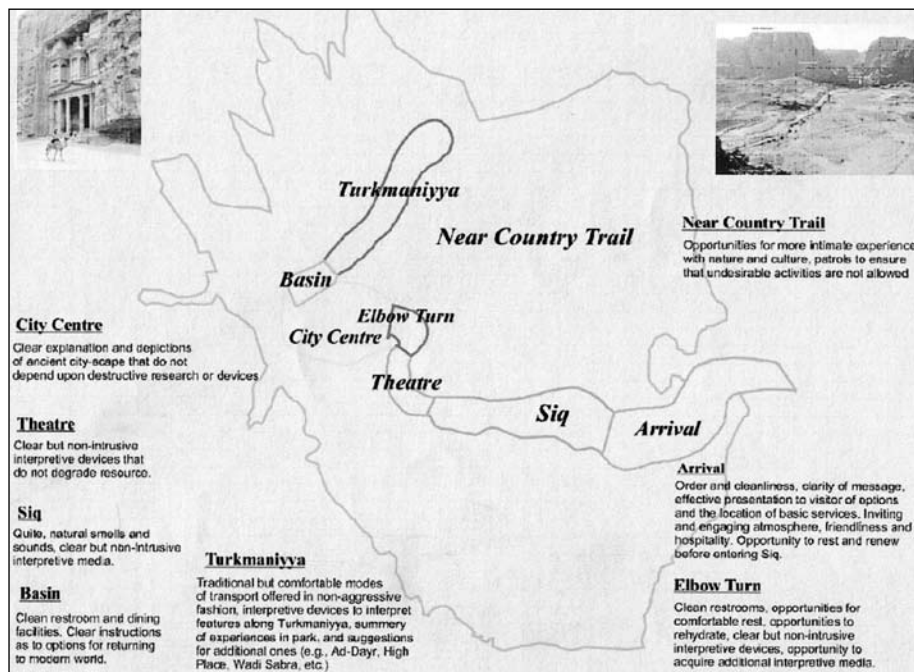 Turkmaniyya
Near Country Trail
Basin
Elbow Turn
City Centre
Theatre
Siq
Arrival
City Centre
Clear explanation and depictions
of ancient city-scape that do not
depend upon destructive research or devices
Theatre
Clear but non-intrusive
interpretive devices that
do not degrade resource.
Siq
Quite, natural smells and
sounds, clear but non-intrusive
interpretive media.
Basin
Clean restroom and dining
facilities. Clear instructions
as to options for returning
to modern world.
Turkmaniyya
Traditional but comfortable modes
of transport offered in non-aggressive
fashion, interpretive devices to interpret
features along Turkmaniyya, summery
of experiences in park, and suggestions
for additional ones (e.g., Ad-Dayr, High
Place, Wadi Sabra, etc.)
Near Country Trail
Opportunities for more intimate experience
with nature and culture, patrols to ensure
that undesirable activities are not allowed
Arrival
Order and cleanliness, clarity of message,
effective presentation to visitor of options
and the location of basic services. Inviting
and engaging atmosphere, friendliness and
hospitality. Opportunity to rest and renew
before entering Siq.
Elbow Turn
Clean restrooms, opportunities for
comfortable rest, opportunities to
rehydrate, clear but non-intrusive
interpretive devices, opportunity to
acquire additional interpretive media.